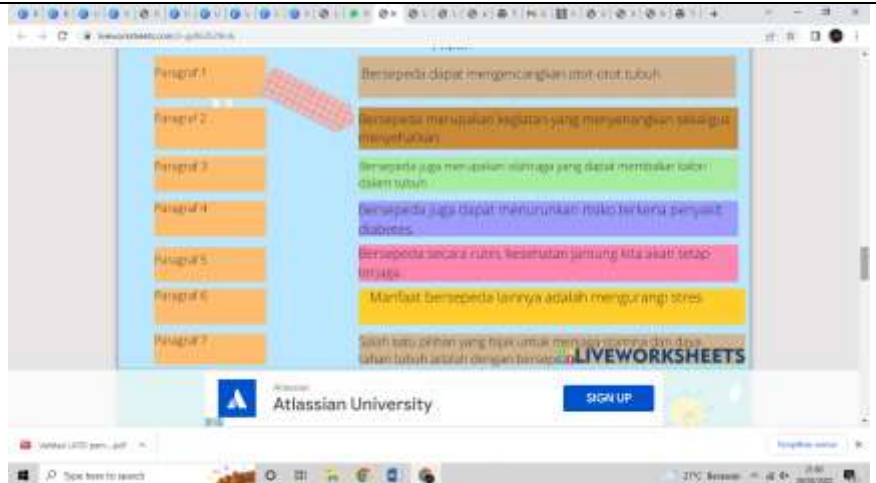 Paragraf 1
Bersepeda dapat mengencangkan otot-otot tubuh
Paragraf 2
Bersepeda merupakan kegiatan yang menyenangkan sekaligus
menyehatkan
Paragraf 3
Bersepeda juga merupakan olahraga yang dapat membakar kalori
dalam tubuh
Paragraf 4
Bersepeda juga dapat menurunkan risiko terkena penyakit
diabetes.
Paragraf 5
Bersepeda secara rutin, kesehatan jantung kita akan tetap
terjaga
Paragraf 6
Manfaat bersepeda lainnya adalah mengurangi stres
Paragraf 7
Salah satu pilihan yang bijak untuk menjaga stamina dan daya
tahan tubuh adalah dengan bersepeda
LIVEWORKSHEETS
Atlassian
Atlassian University
SIGN UP
Type here to search